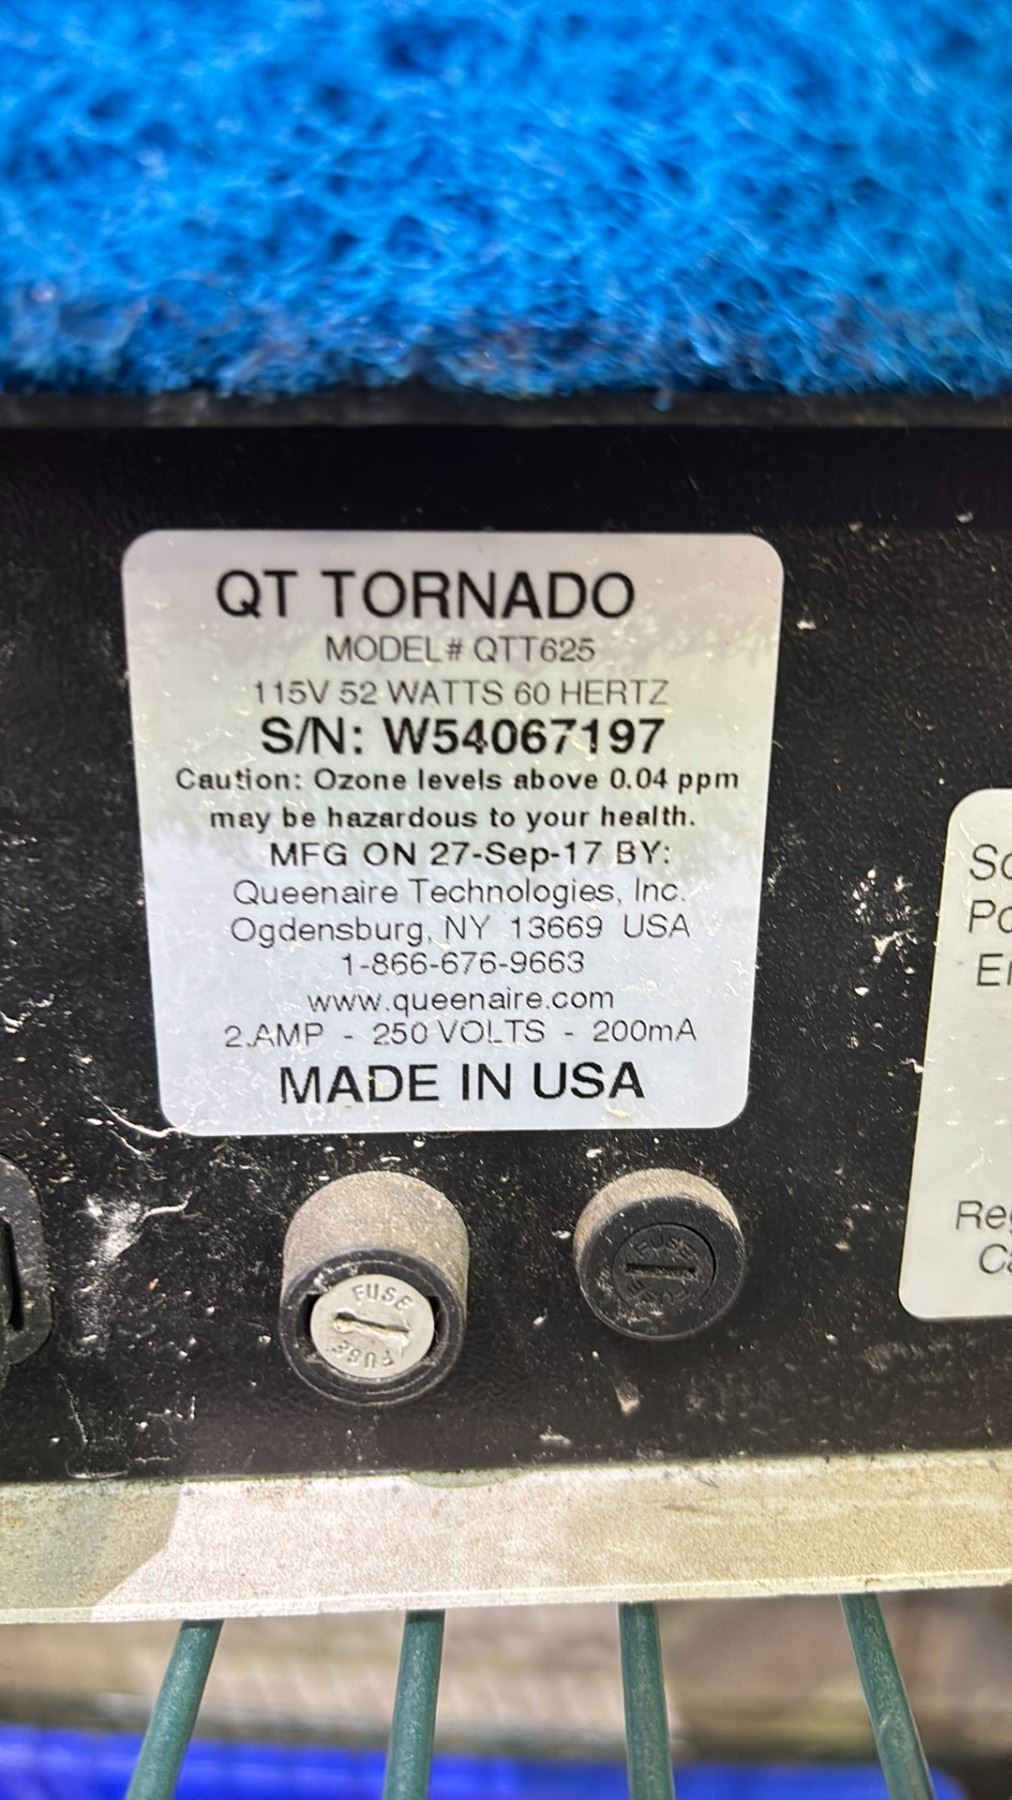 QT TORNADO
MODEL# QTT625
115V 52 WATTS 60 HERTZ
S/N: W54067197
Caution: Ozone levels above 0.04 ppm
may be hazardous to your health.
MFG ON 27-Sep-17 BY:
Queenaire Technologies, Inc.
Ogdensburg, NY 13669 USA
1-866-676-9663
www.queenaire.com
2.AMP - 250 VOLTS - 200mA
MADE IN USA
FUSE
FUSE
FUSE
FUSE